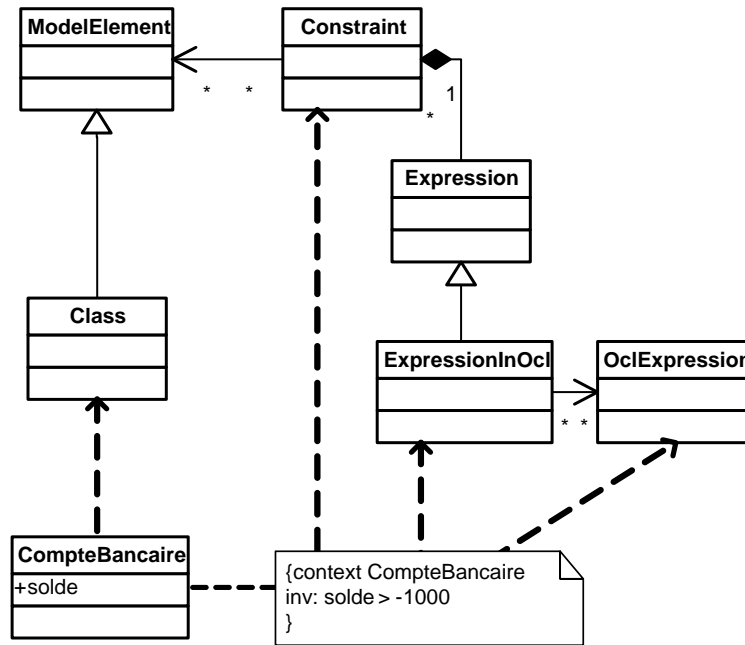 ModelElement
Constraint
* *
1
*
Expression
Class
ExpressionInOcl
OclExpression
* *
CompteBancaire
+solde
{context CompteBancaire
inv: solde > -1000
}